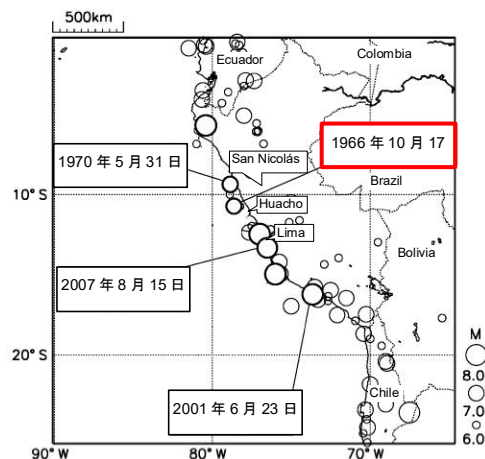 500km
Ecuador
Colombia
1966 年 10 月 17
1970 年 5 月 31 日
San Nicolás
Brazil
10°S
Huacho
Lima
Bolivia
2007 年 8 月 15 日
M
20°S
8.0
7.0
2001 年 6 月 23 日
Chile
6.0
90°W
80°W
70°W